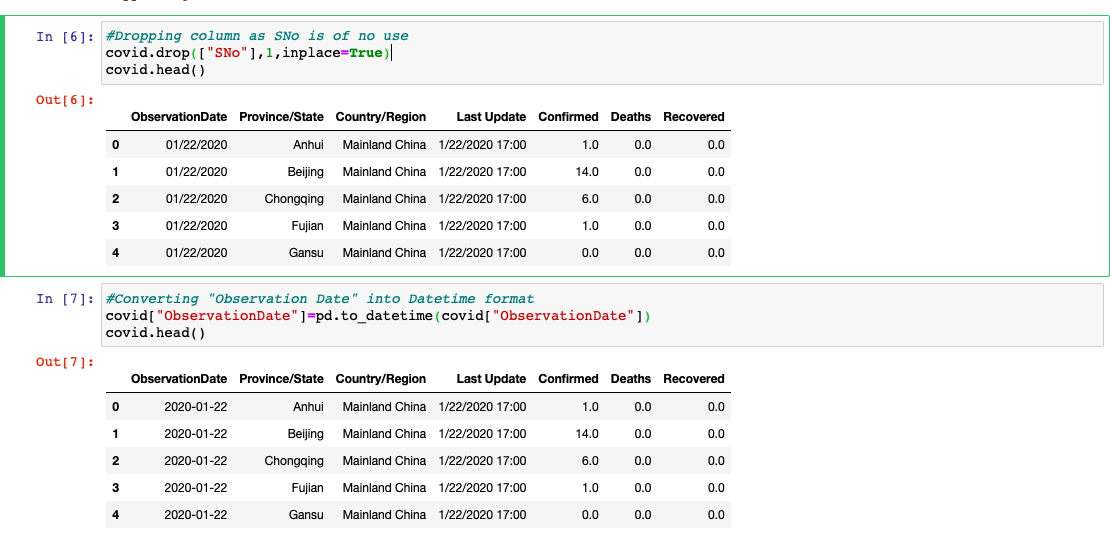 In [6]: #Dropping column as SNo is of no use
covid.drop(["SNo"],1,inplace=True)
covid.head()
Out[6]:
ObservationDate Province/State Country/Region Last Update Confirmed Deaths Recovered
0 01/22/2020 Anhui Mainland China 1/22/2020 17:00 1.0 0.0 0.0
1 01/22/2020 Beijing Mainland China 1/22/2020 17:00 14.0 0.0 0.0
2 01/22/2020 Chongqing Mainland China 1/22/2020 17:00 6.0 0.0 0.0
3 01/22/2020 Fujian Mainland China 1/22/2020 17:00 1.0 0.0 0.0
4 01/22/2020 Gansu Mainland China 1/22/2020 17:00 0.0 0.0 0.0
In [7]: #Converting "Observation Date" into Datetime format
covid["ObservationDate"]=pd.to_datetime(covid["ObservationDate"])
covid.head()
Out[7]:
ObservationDate Province/State Country/Region Last Update Confirmed Deaths Recovered
0 2020-01-22 Anhui Mainland China 1/22/2020 17:00 1.0 0.0 0.0
1 2020-01-22 Beijing Mainland China 1/22/2020 17:00 14.0 0.0 0.0
2 2020-01-22 Chongqing Mainland China 1/22/2020 17:00 6.0 0.0 0.0
3 2020-01-22 Fujian Mainland China 1/22/2020 17:00 1.0 0.0 0.0
4 2020-01-22 Gansu Mainland China 1/22/2020 17:00 0.0 0.0 0.0